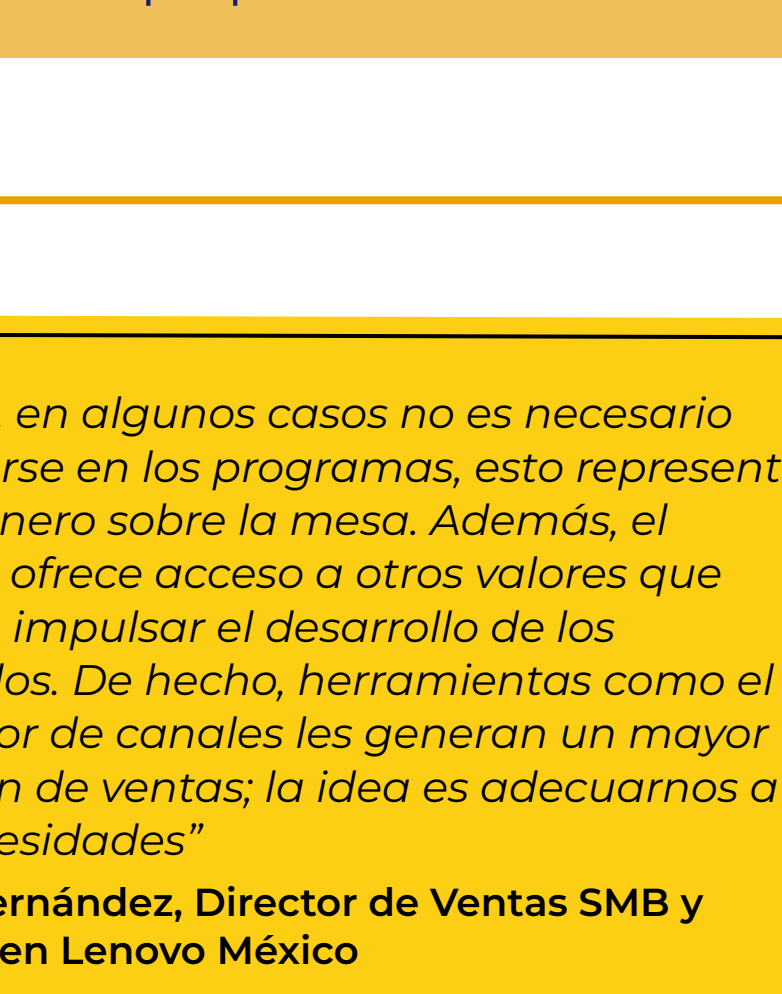 en algunos casos no es necesario
rse en los programas, esto represent
nero sobre la mesa. Además, el
ofrece acceso a otros valores que
impulsar el desarrollo de los
los. De hecho, herramientas como el
or de canales les generan un mayor
n de ventas; la idea es adecuarnos a
esidades”
ernández, Director de Ventas SMB y
en Lenovo México